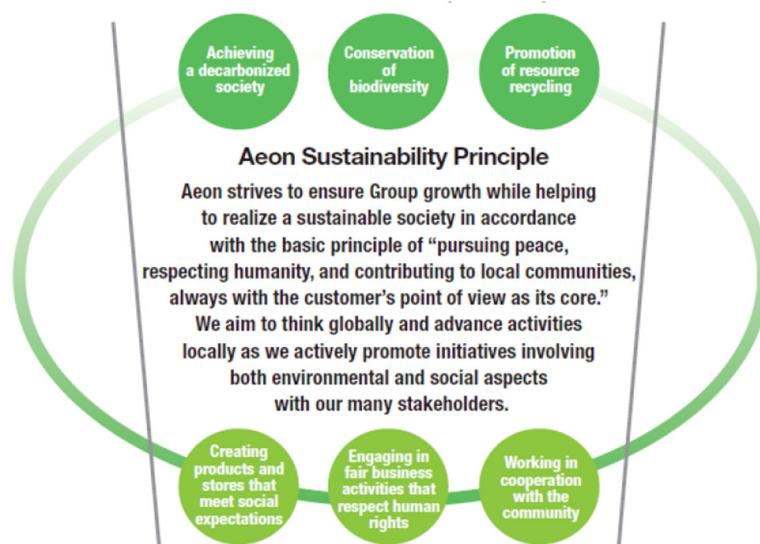 Achieving
a decarbonized
society
Conservation
of
biodiversity
Promotion
of resource
recycling
Aeon Sustainability Principle
Aeon strives to ensure Group growth while helping
to realize a sustainable society in accordance
with the basic principle of “pursuing peace,
respecting humanity, and contributing to local communities,
always with the customer’s point of view as its core.”
We aim to think globally and advance activities
locally as we actively promote initiatives involving
both environmental and social aspects
with our many stakeholders.
Creating
products and
stores that
meet social
expectations
Engaging in
fair business
activities that
respect human
rights
Working in
cooperation
with the
community